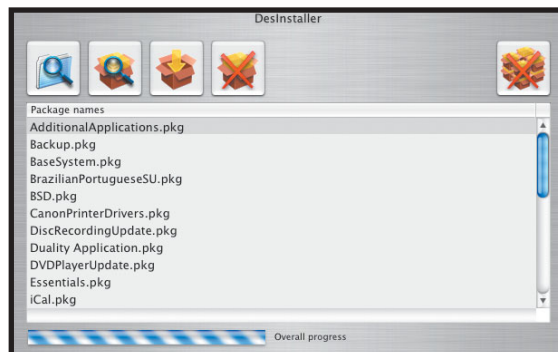 DesInstaller
Package names
AdditionalApplications.pkg
Backup.pkg
BaseSystem.pkg
BrazilianPortugueseSU.pkg
BSD.pkg
CanonPrinterDrivers.pkg
DiscRecordingUpdate.pkg
Duality Application.pkg
DVDPlayerUpdate.pkg
Essentials.pkg
iCal.pkg
Overall progress